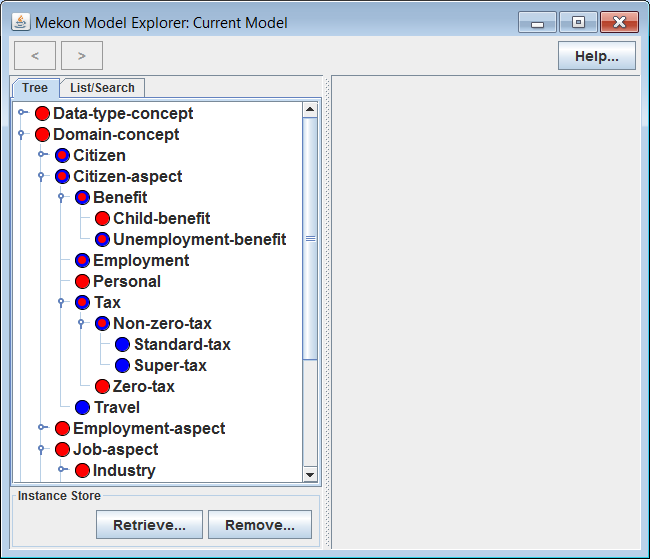 Mekon Model Explorer: Current Model
< > Help...
Tree List/Search
Data-type-concept
Domain-concept
Citizen
Citizen-aspect
Benefit
Child-benefit
Unemployment-benefit
Employment
Personal
Tax
Non-zero-tax
Standard-tax
Super-tax
Zero-tax
Travel
Employment-aspect
Job-aspect
Industry
Instance Store
Retrieve... Remove...